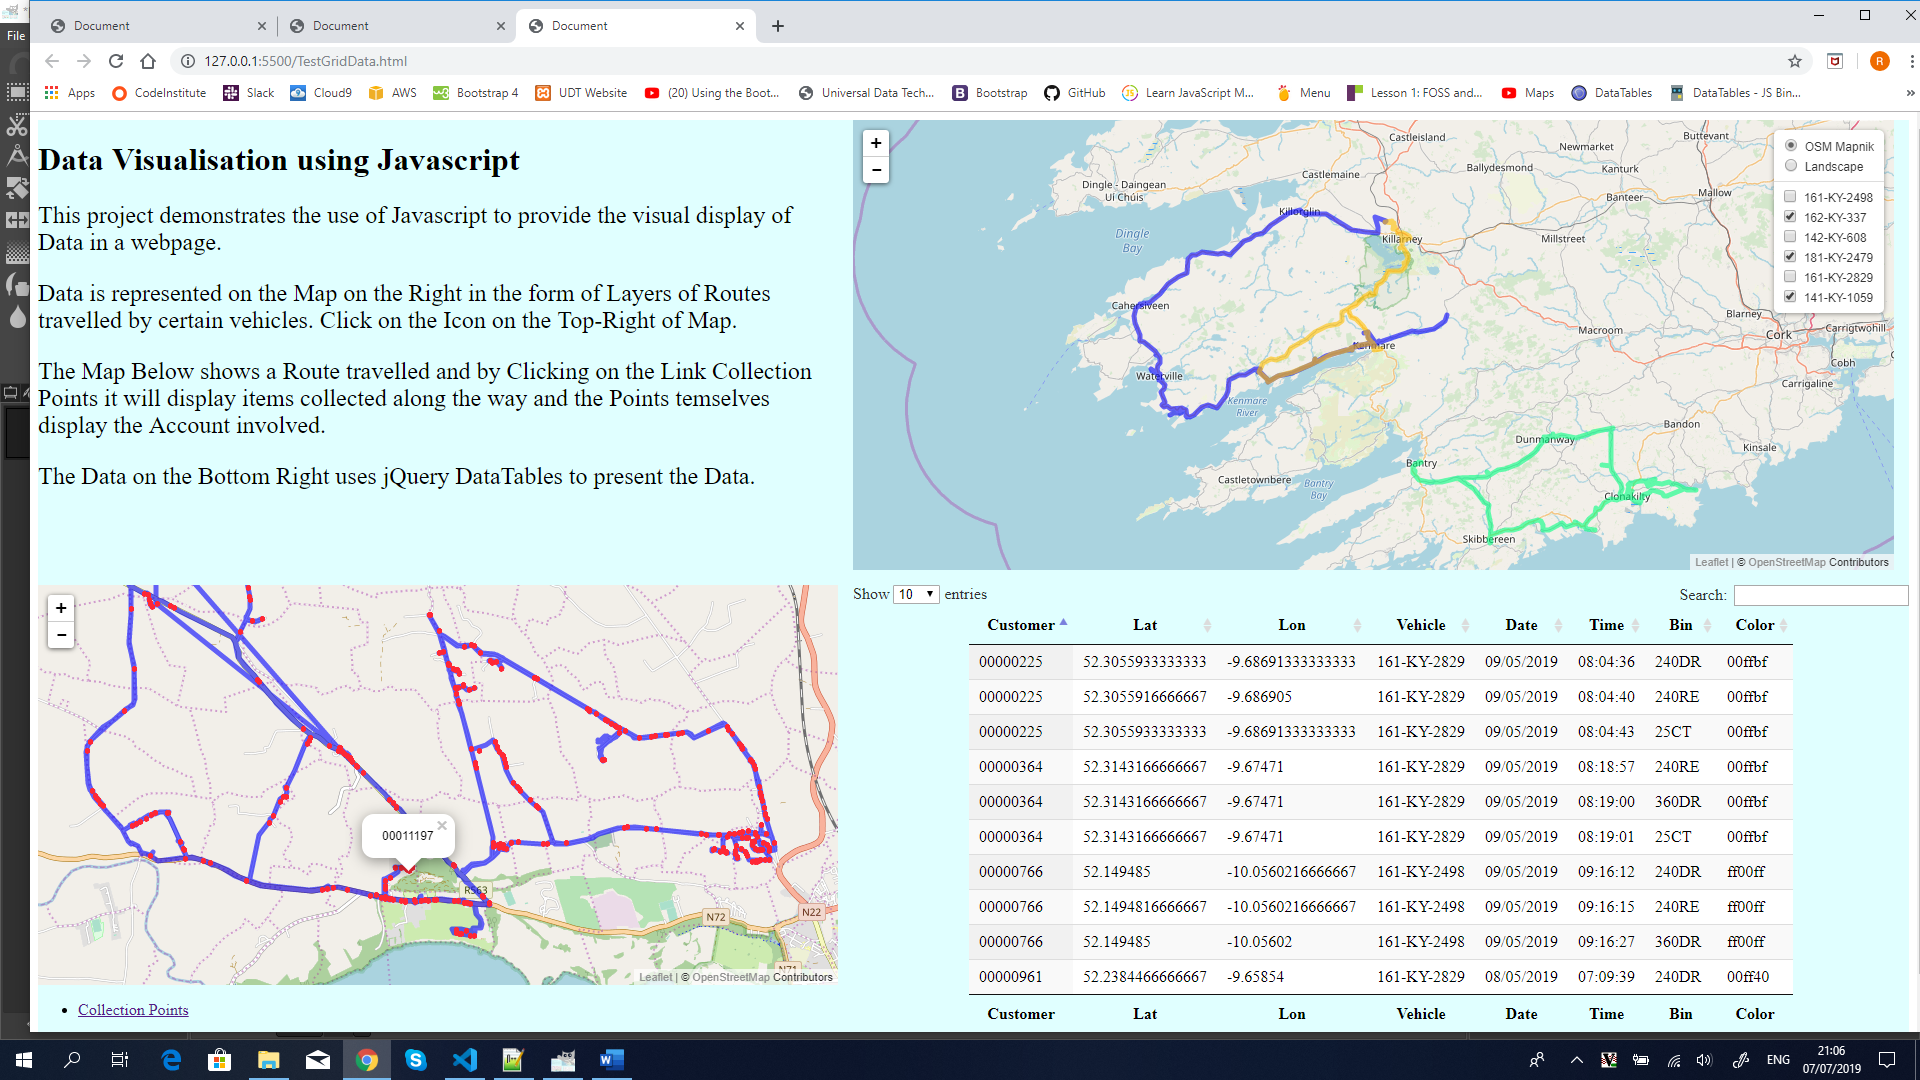 File
Document
Document
Document
127.0.0.1:5500/TestGridData.html
R
Apps
CodeInstitute
Slack
Cloud9
AWS
Bootstrap 4
UDT Website
(20) Using the Boot...
Universal Data Tech...
Bootstrap
GitHub
Learn JavaScript M...
Menu
Lesson 1: FOSS and...
Maps
DataTables
DataTables - JS Bin...
»
Data Visualisation using Javascript
This project demonstrates the use of Javascript to provide the visual display of
Data in a webpage.
Data is represented on the Map on the Right in the form of Layers of Routes
travelled by certain vehicles. Click on the Icon on the Top-Right of Map.
The Map Below shows a Route travelled and by Clicking on the Link Collection
Points it will display items collected along the way and the Points temselves
display the Account involved.
The Data on the Bottom Right uses jQuery DataTables to present the Data.
+
-
Castleisland
Buttevant
Newmarket
Castlemaine
Ballydesmond
Kanturk
Dingle - Daingean
Uí Chúis
Mallow
Banteer
Killorglin
Dingle
Bay
Killarney
Millstreet
Cahersiveen
Blarney
Macroom
Cork
Carrigtwohill
Kenmare
Cobh
Waterville
Carrigaline
Kenmare
River
Bandon
Dunmanway
Kinsale
Bantry
Castletownbere
Bantry
Bay
Clonakilty
Skibbereen
OSM Mapnik
Landscape
161-KY-2498
162-KY-337
142-KY-608
181-KY-2479
161-KY-2829
141-KY-1059
Leaflet | © OpenStreetMap Contributors
+
-
00011197 ×
R563
N72
N22
N71
Leaflet | © OpenStreetMap Contributors
Collection Points
Show 10 entries
Search:
Customer Lat Lon Vehicle Date Time Bin Color
00000225 52.3055933333333 -9.68691333333333 161-KY-2829 09/05/2019 08:04:36 240DR 00ffbf
00000225 52.3055916666667 -9.686905 161-KY-2829 09/05/2019 08:04:40 240RE 00ffbf
00000225 52.3055933333333 -9.68691333333333 161-KY-2829 09/05/2019 08:04:43 25CT 00ffbf
00000364 52.3143166666667 -9.67471 161-KY-2829 09/05/2019 08:18:57 240RE 00ffbf
00000364 52.3143166666667 -9.67471 161-KY-2829 09/05/2019 08:19:00 360DR 00ffbf
00000364 52.3143166666667 -9.67471 161-KY-2829 09/05/2019 08:19:01 25CT 00ffbf
00000766 52.149485 -10.0560216666667 161-KY-2498 09/05/2019 09:16:12 240DR ff00ff
00000766 52.1494816666667 -10.0560216666667 161-KY-2498 09/05/2019 09:16:15 240RE ff00ff
00000766 52.149485 -10.05602 161-KY-2498 09/05/2019 09:16:27 360DR ff00ff
00000961 52.2384466666667 -9.65854 161-KY-2829 08/05/2019 07:09:39 240DR 00ff40
Customer Lat Lon Vehicle Date Time Bin Color
ENG
21:06
07/07/2019